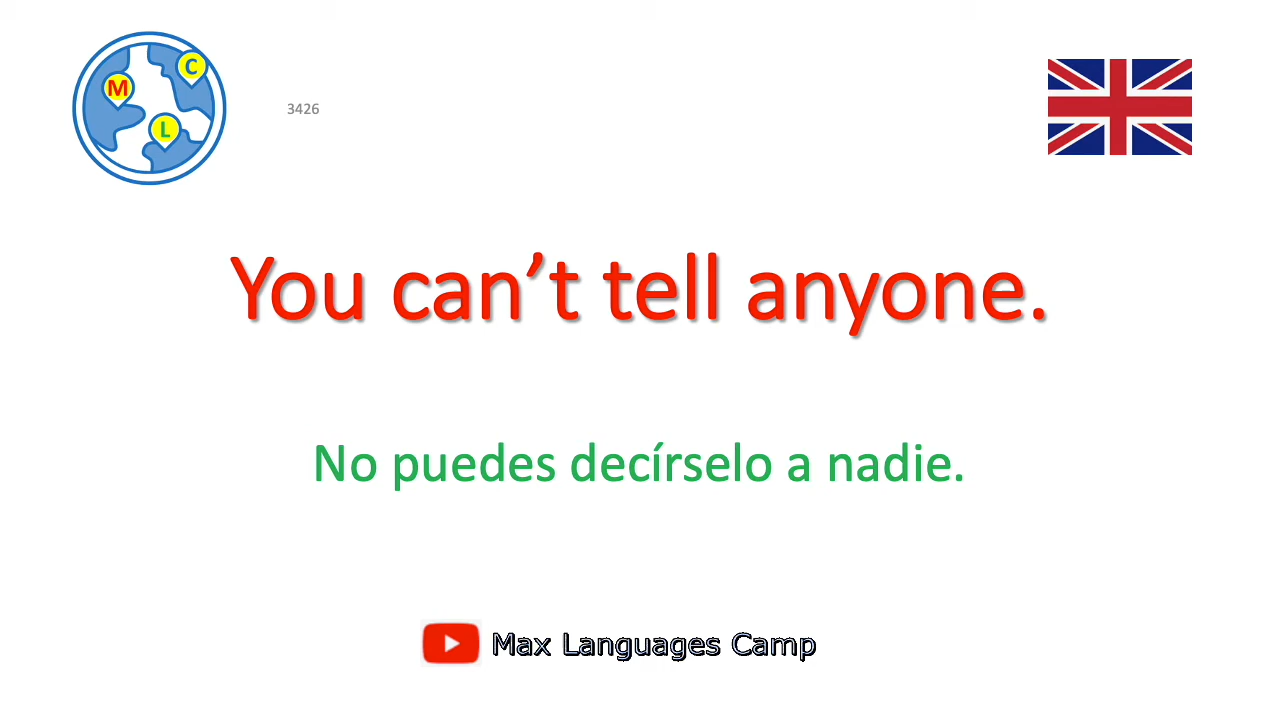 C
M
3426
L
You can’t tell anyone.
No puedes decírselo a nadie.
Max Languages Camp